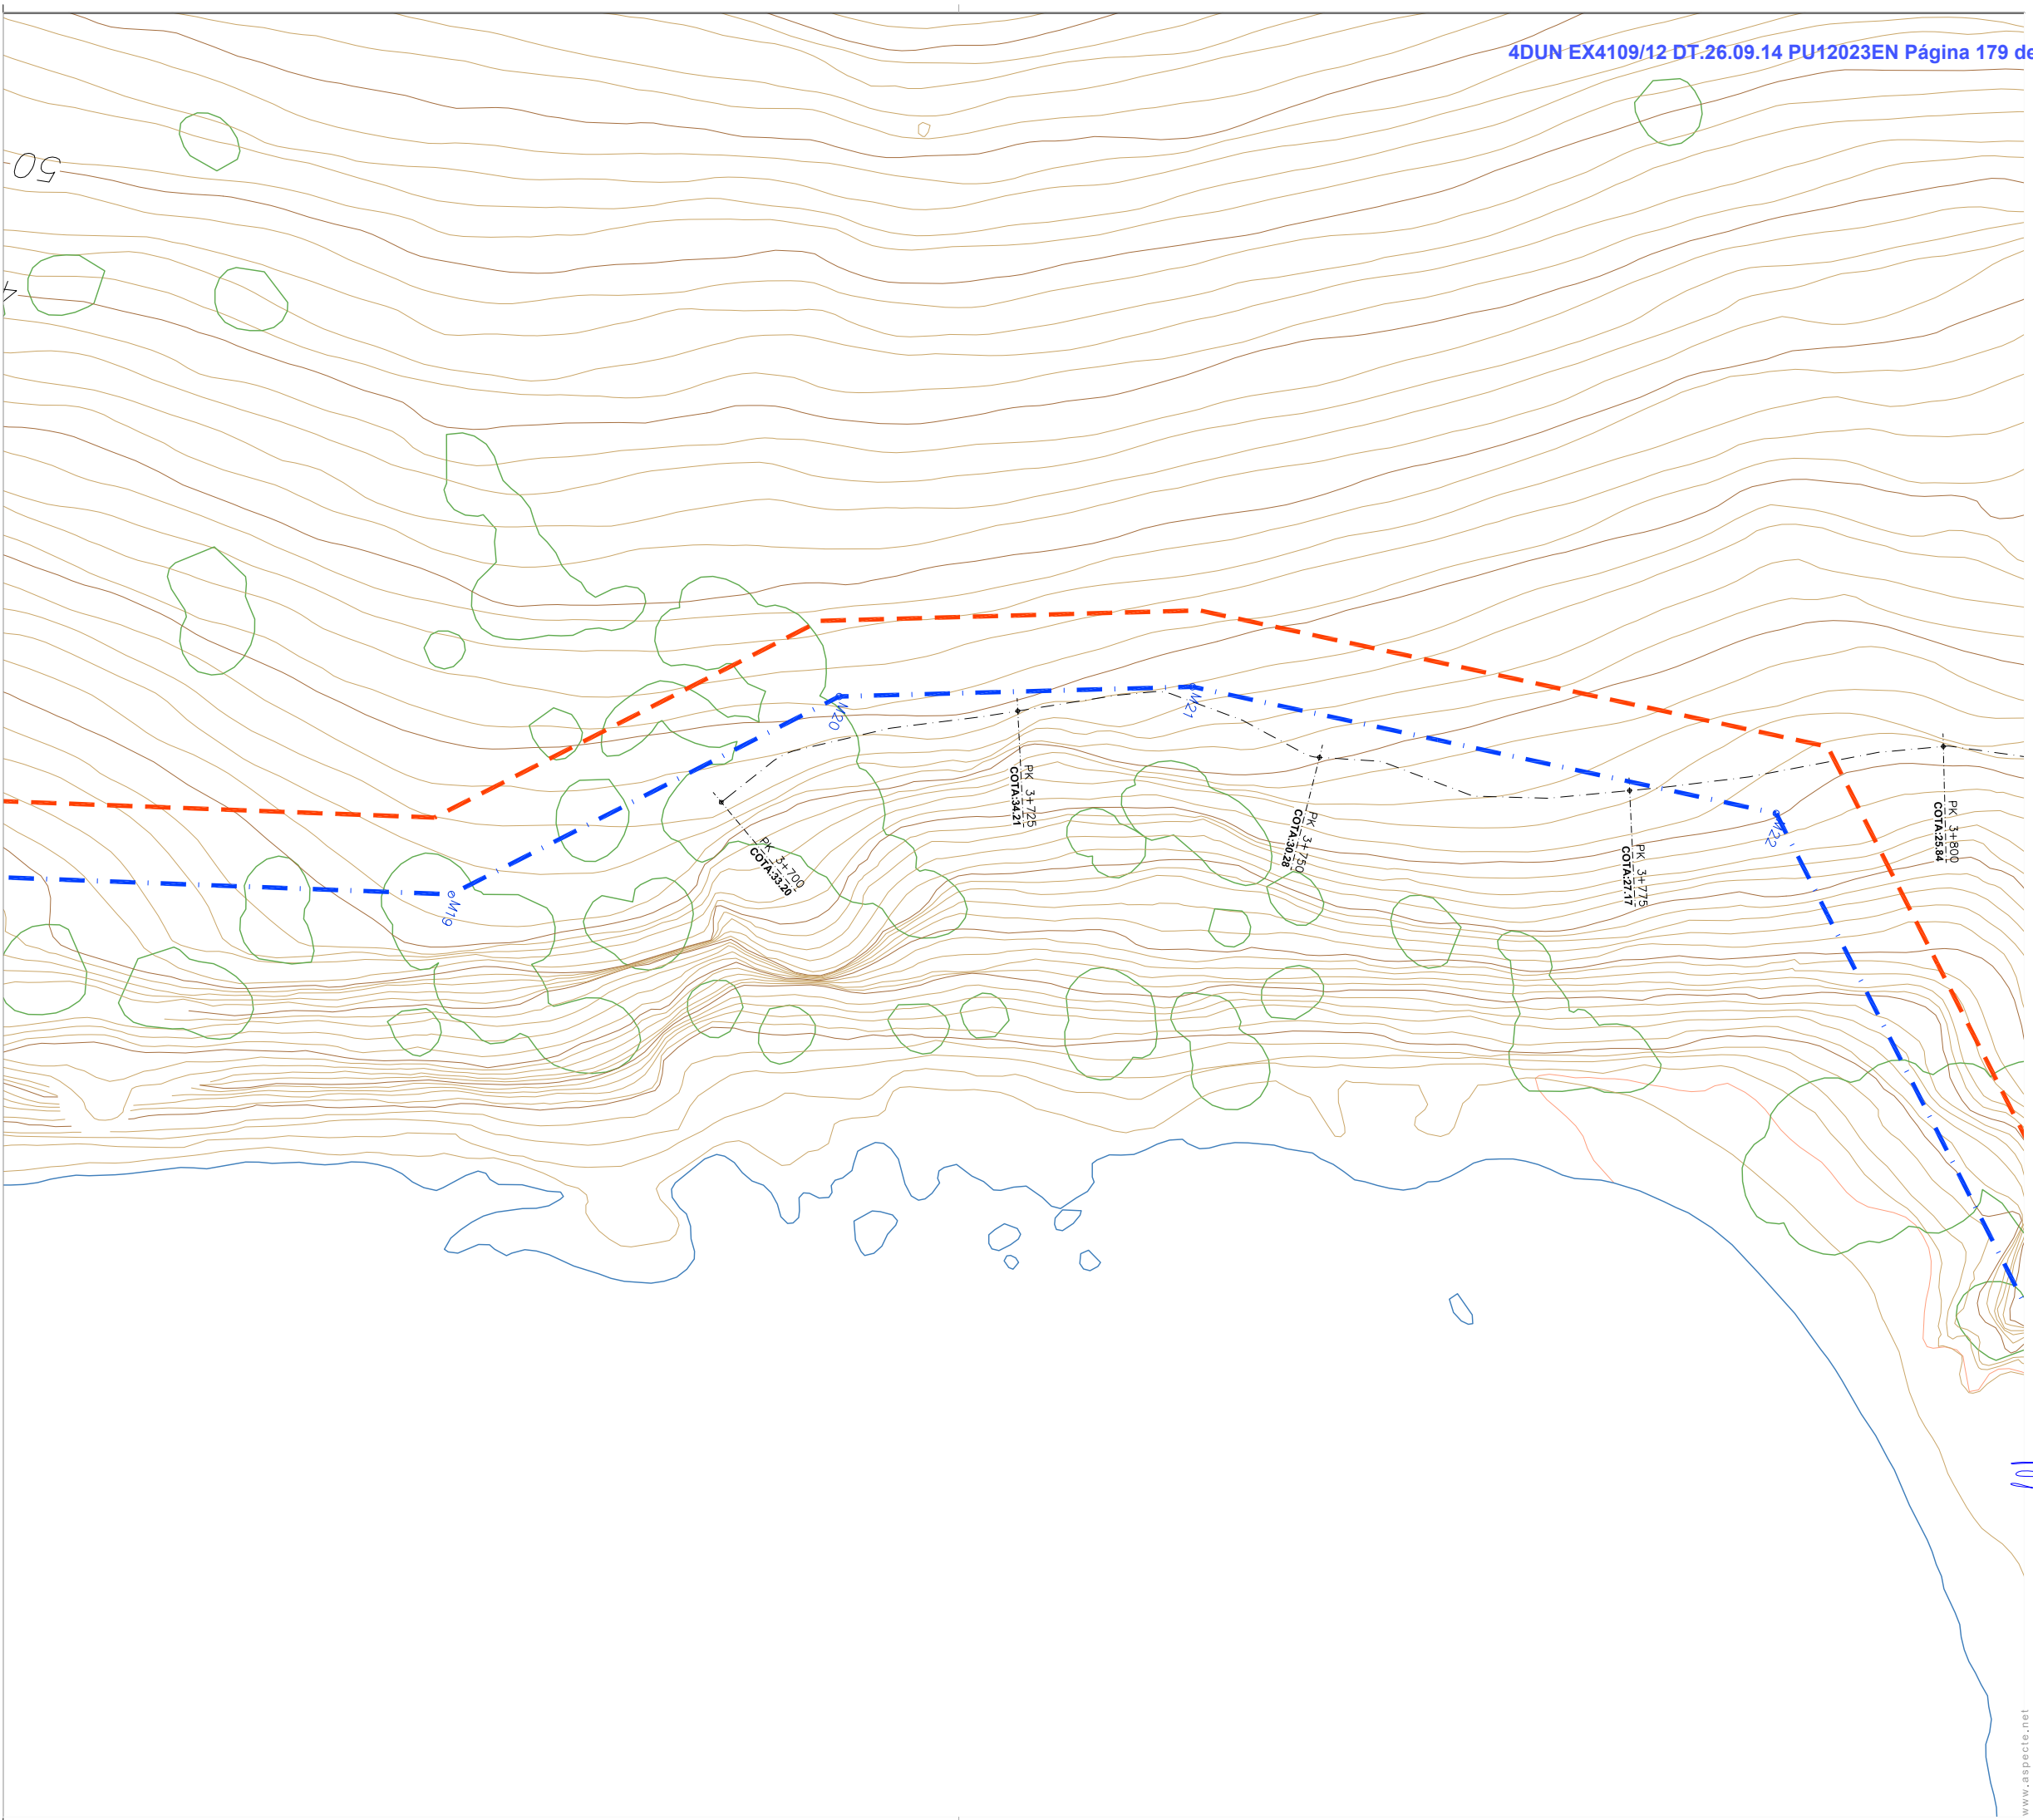 4DUN EX4109/12 DT.26.09.14 PU12023EN Página 179 de
50
4
M20
M21
PK 3+725
COTA:34.21
PK 3+750
COTA:30.28
M22
PK 3+800
COTA:25.84
PK 3+700
COTA:33.20
PK 3+775
COTA:27.17
M19
www.aspecte.net